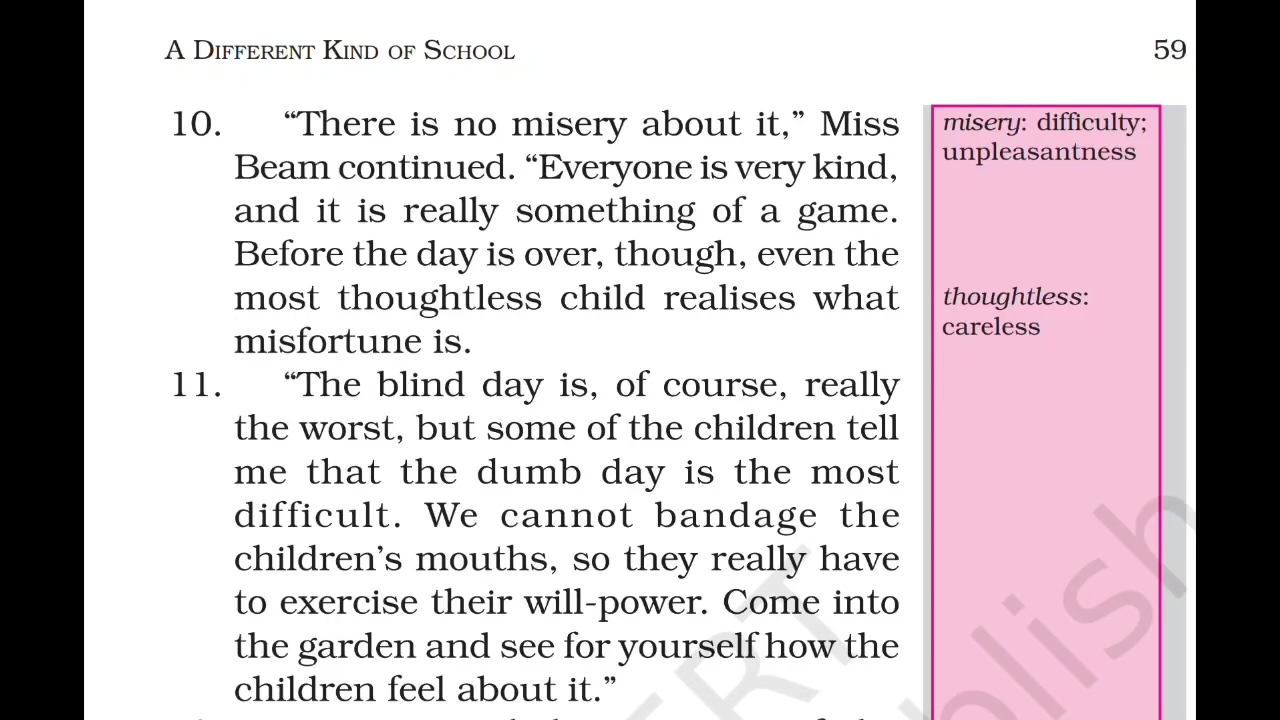 A DIFFERENT KIND OF SCHOOL 59
10. “There is no misery about it,” Miss
Beam continued. “Everyone is very kind,
and it is really something of a game.
Before the day is over, though, even the
most thoughtless child realises what
misfortune is.
11. “The blind day is, of course, really
the worst, but some of the children tell
me that the dumb day is the most
difficult. We cannot bandage the
children’s mouths, so they really have
to exercise their will-power. Come into
the garden and see for yourself how the
children feel about it.”
misery: difficulty;
unpleasantness
thoughtless:
careless